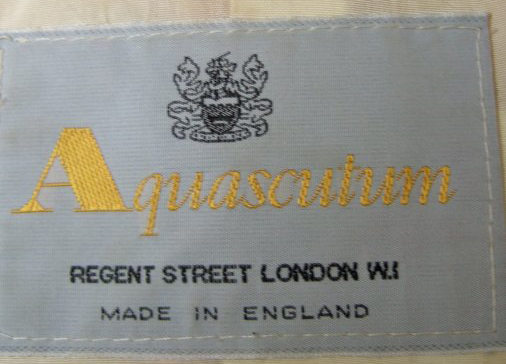 Aquascutum
REGENT STREET LONDON W.1
MADE IN ENGLAND